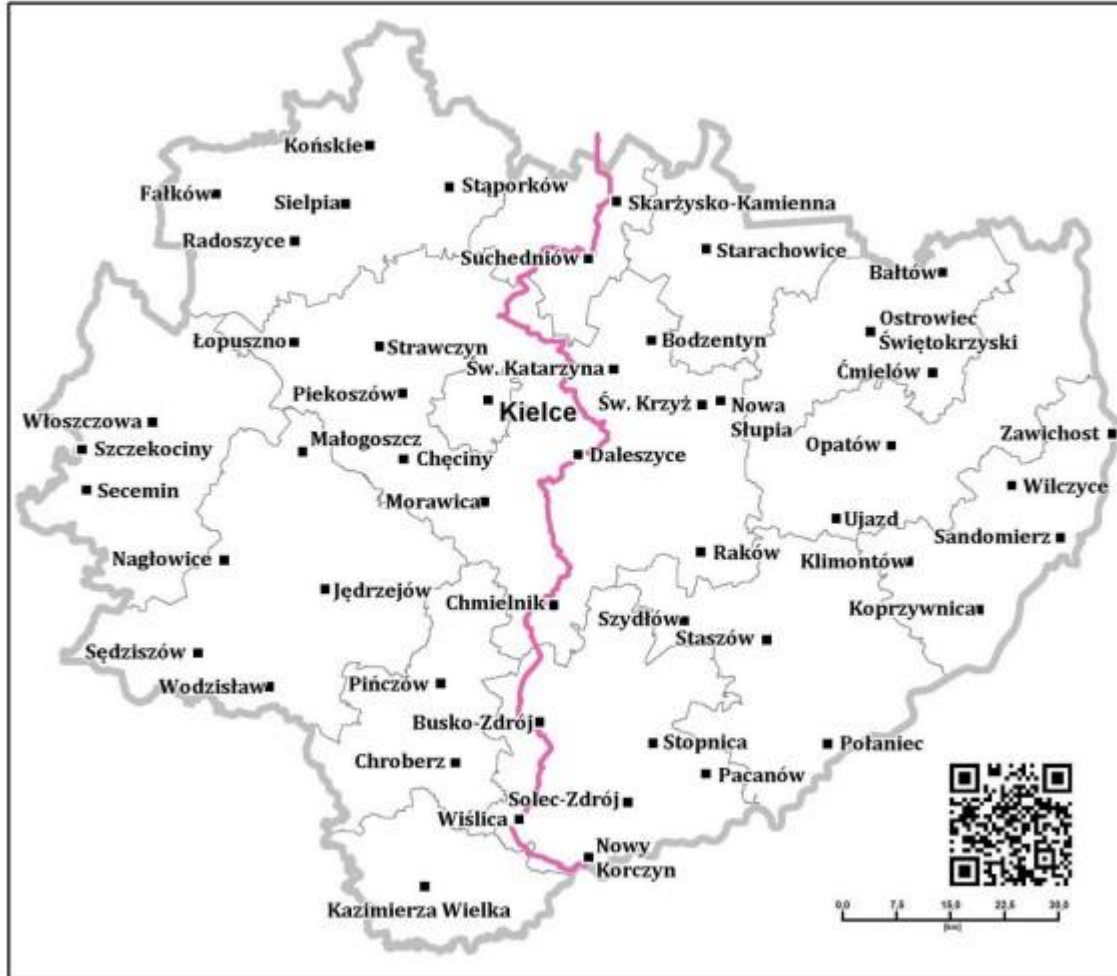 Końskie
Stąporków
Fałków
Sielpia
Skarżysko-Kamienna
Radoszyce
Starachowice
Suchedniów
Bałtów
Ostrowiec
Świętokrzyski
Łopuszno
Strawczyn
Bodzentyn
Św. Katarzyna
Ćmielów
Piekoszów
Kielce
Św. Krzyż
Nowa
Słupia
Włoszczowa
Małogoszcz
Szczekociny
Chęciny
Daleszyce
Opatów
Zawichost
Secemin
Morawica
Wilczyce
Ujazd
Sandomierz
Nagłowice
Raków
Klimontów
Jędrzejów
Chmielnik
Szydłów
Koprzywnica
Staszów
Sędziszów
Wodzisław
Pińczów
Busko-Zdrój
Stopnica
Połaniec
Chroberz
Pacanów
Solec-Zdrój
Wiślica
Nowy
Korczyn
Kazimierza Wielka
0,0 7,5 15,0 22,5 30,0
[km]